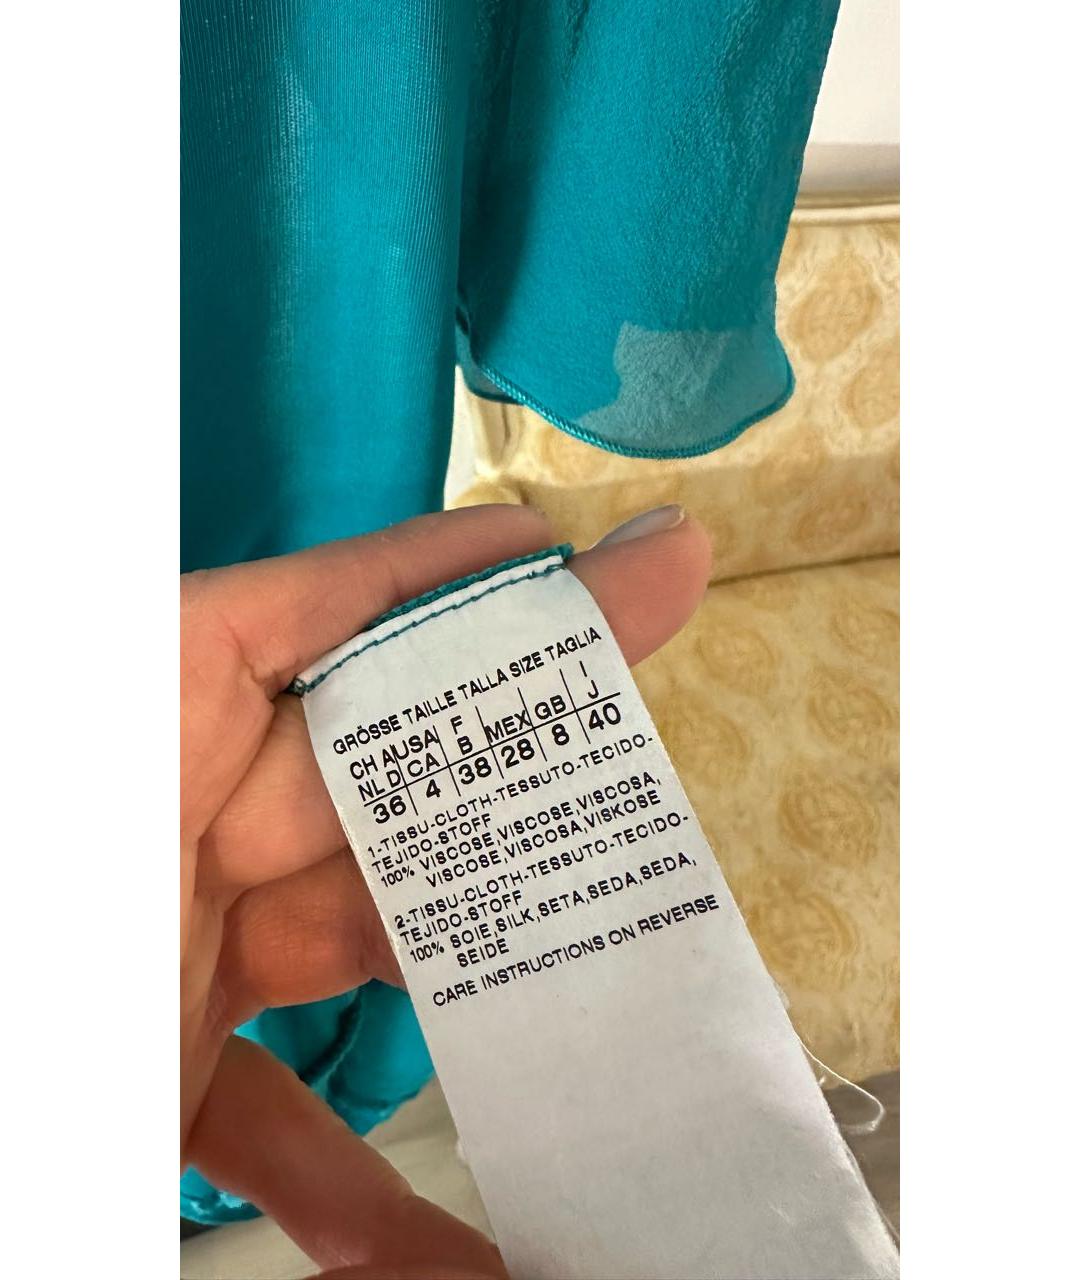 GRÖSSE TAILLE TALLA SIZE TAGLIA
CH A USA F MEX GB I
NL D CA B J
36 4 38 28 8 40
1-TISSU-CLOTH-TESSUTO-TECIDO-
TEJIDO-STOFF
100% VISCOSE,VISCOSE,VISCOSA,
VISCOSE,VISCOSA,VISKOSE
2-TISSU-CLOTH-TESSUTO-TECIDO-
TEJIDO-STOFF
100% SOIE,SILK,SETA,SEDA,SEDA,
SEIDE
CARE INSTRUCTIONS ON REVERSE